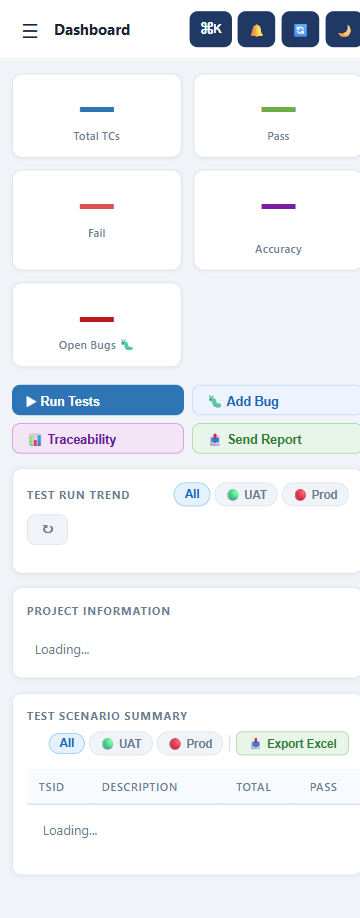 ☰ Dashboard ⌘K
Total TCs
Pass
Fail
Accuracy
Open Bugs
▶ Run Tests
Add Bug
Traceability
Send Report
TEST RUN TREND All UAT Prod
↻
PROJECT INFORMATION
Loading...
TEST SCENARIO SUMMARY
All UAT Prod Export Excel
TSID DESCRIPTION TOTAL PASS
Loading...